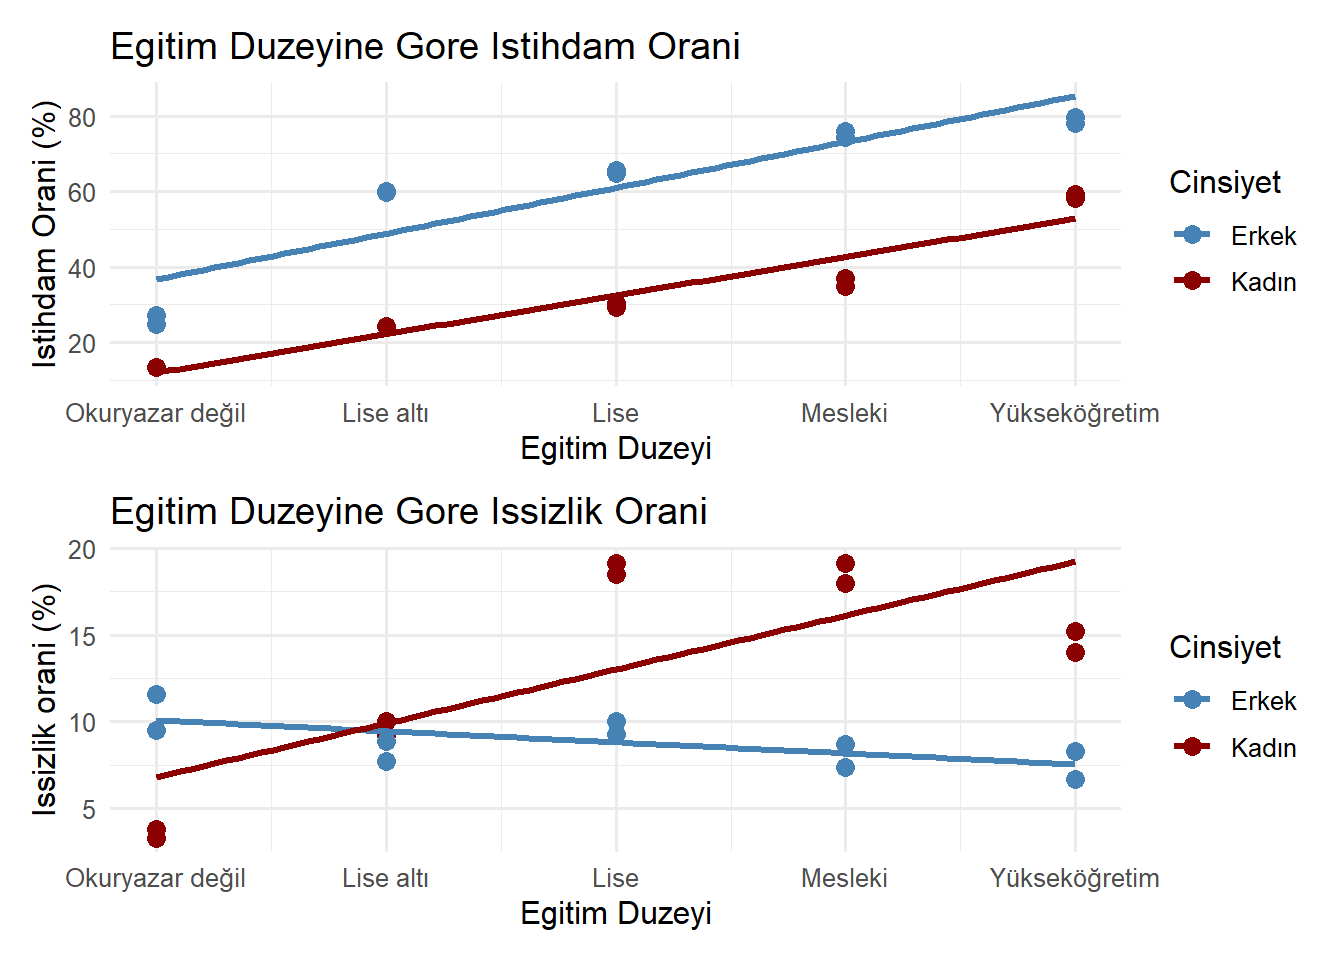 Egitim Duzeyine Gore Istihdam Orani
Istihdam Orani (%)
80
60
40
20
Okuryazar değil Lise altı Lise Mesleki Yükseköğretim
Egitim Duzeyi
Cinsiyet
Erkek
Kadın
Egitim Duzeyine Gore Issizlik Orani
Issizlik orani (%)
20
15
10
5
Okuryazar değil Lise altı Lise Mesleki Yükseköğretim
Egitim Duzeyi
Cinsiyet
Erkek
Kadın